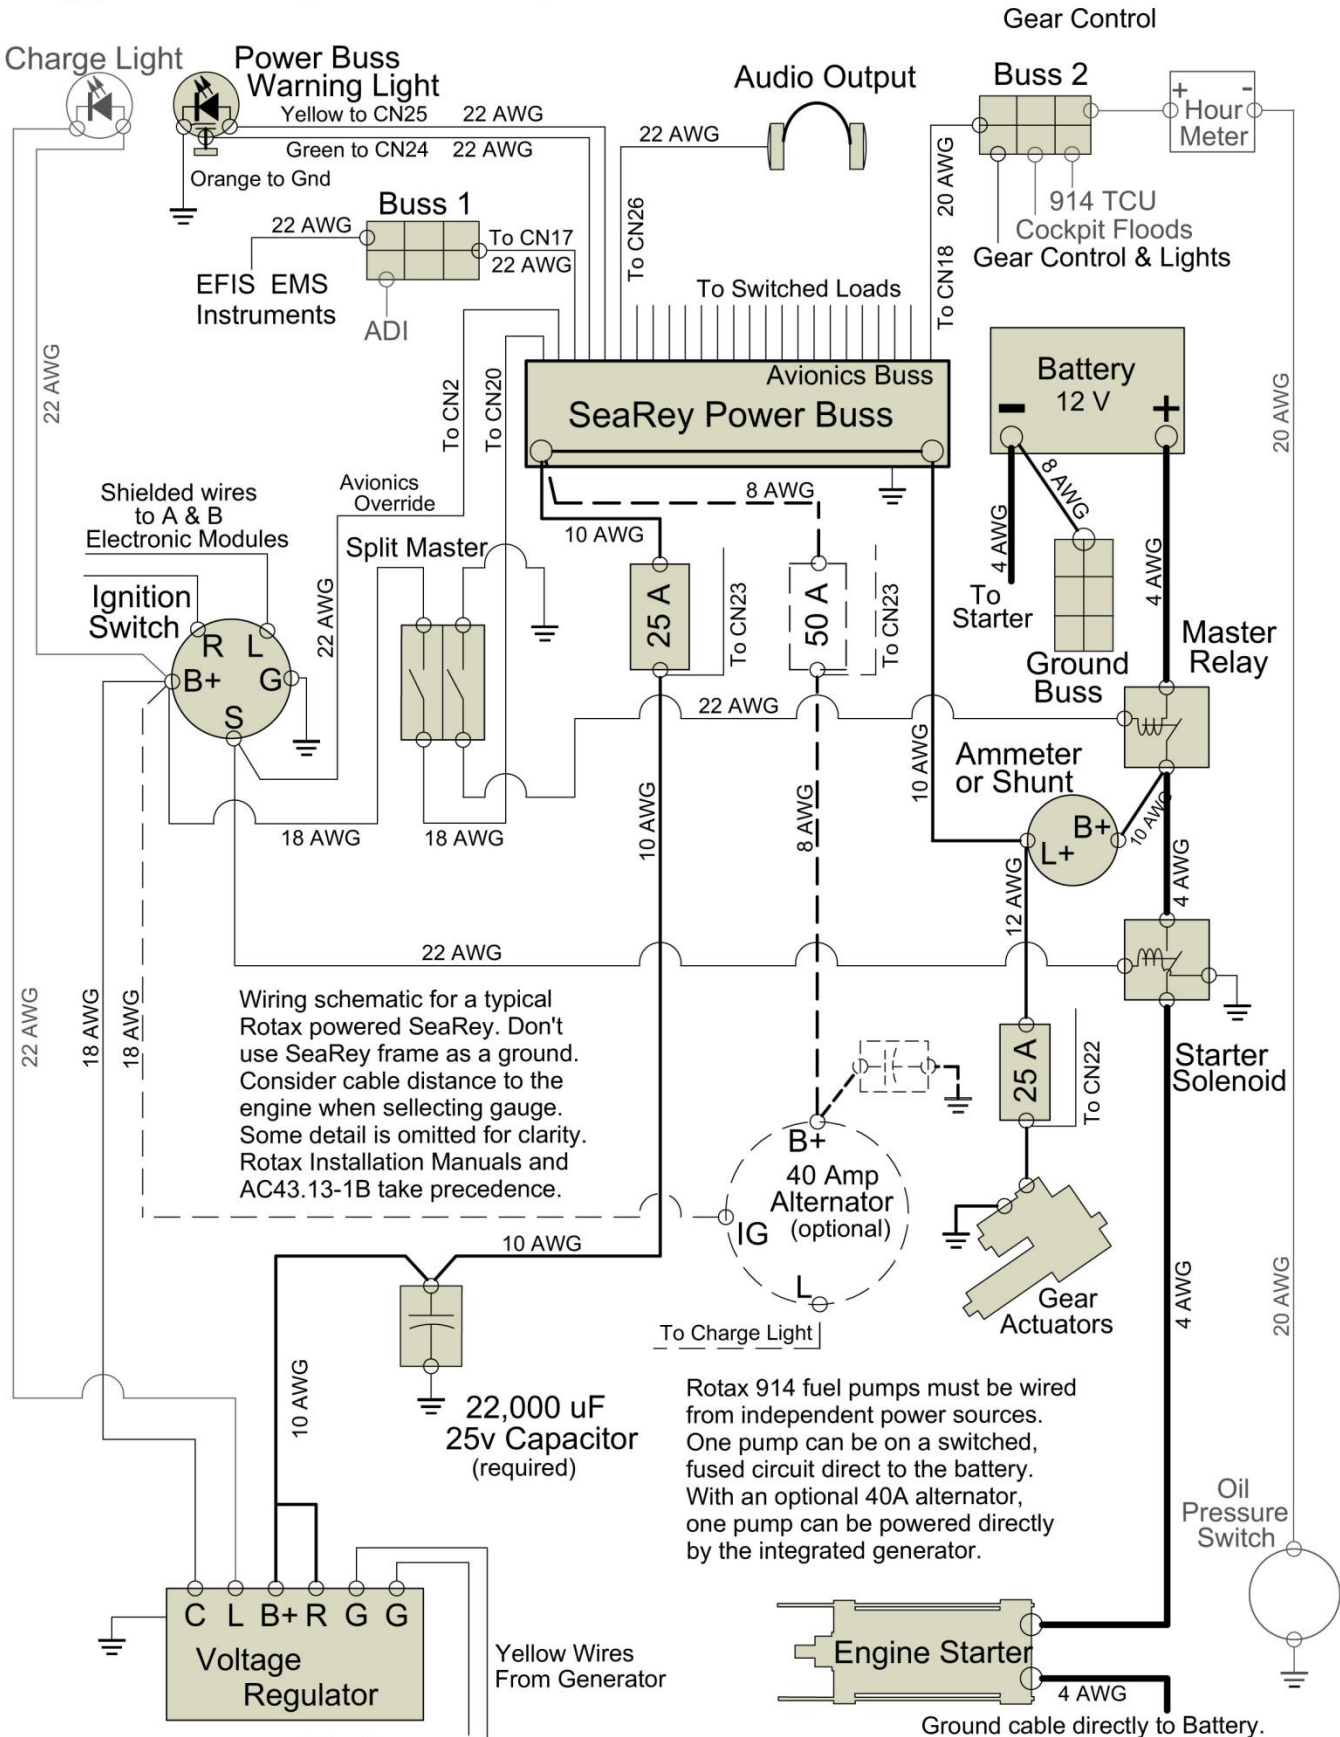 Gear Control
Charge Light
Power Buss
Warning Light
Yellow to CN25 22 AWG
Green to CN24 22 AWG
Orange to Gnd
Audio Output
22 AWG
Buss 2
+ -
Hour
Meter
20 AWG
914 TCU
Cockpit Floods
Gear Control & Lights
Buss 1
22 AWG
To CN17
22 AWG
EFIS EMS
Instruments
ADI
To CN26
To CN18
To Switched Loads
22 AWG
To CN2
To CN20
Avionics Buss
SeaRey Power Buss
Battery
12 V
- +
20 AWG
8 AWG
4 AWG
4 AWG
To
Starter
Ground
Buss
Master
Relay
Shielded wires
to A & B
Electronic Modules
Avionics
Override
Split Master
10 AWG
8 AWG
25 A
To CN23
50 A
To CN23
Ignition
Switch
R L
B+ G
S
22 AWG
22 AWG
18 AWG
18 AWG
10 AWG
8 AWG
10 AWG
Ammeter
or Shunt
B+
L+
10 AWG
12 AWG
4 AWG
22 AWG
22 AWG
18 AWG
18 AWG
Wiring schematic for a typical
Rotax powered SeaRey. Don't
use SeaRey frame as a ground.
Consider cable distance to the
engine when sellecting gauge.
Some detail is omitted for clarity.
Rotax Installation Manuals and
AC43.13-1B take precedence.
25 A
To CN22
Starter
Solenoid
B+
40 Amp
Alternator
(optional)
IG
L
To Charge Light
Gear
Actuators
4 AWG
20 AWG
10 AWG
10 AWG
22,000 uF
25v Capacitor
(required)
Rotax 914 fuel pumps must be wired
from independent power sources.
One pump can be on a switched,
fused circuit direct to the battery.
With an optional 40A alternator,
one pump can be powered directly
by the integrated generator.
Oil
Pressure
Switch
C L B+ R G G
Voltage
Regulator
Yellow Wires
From Generator
Engine Starter
4 AWG
Ground cable directly to Battery.